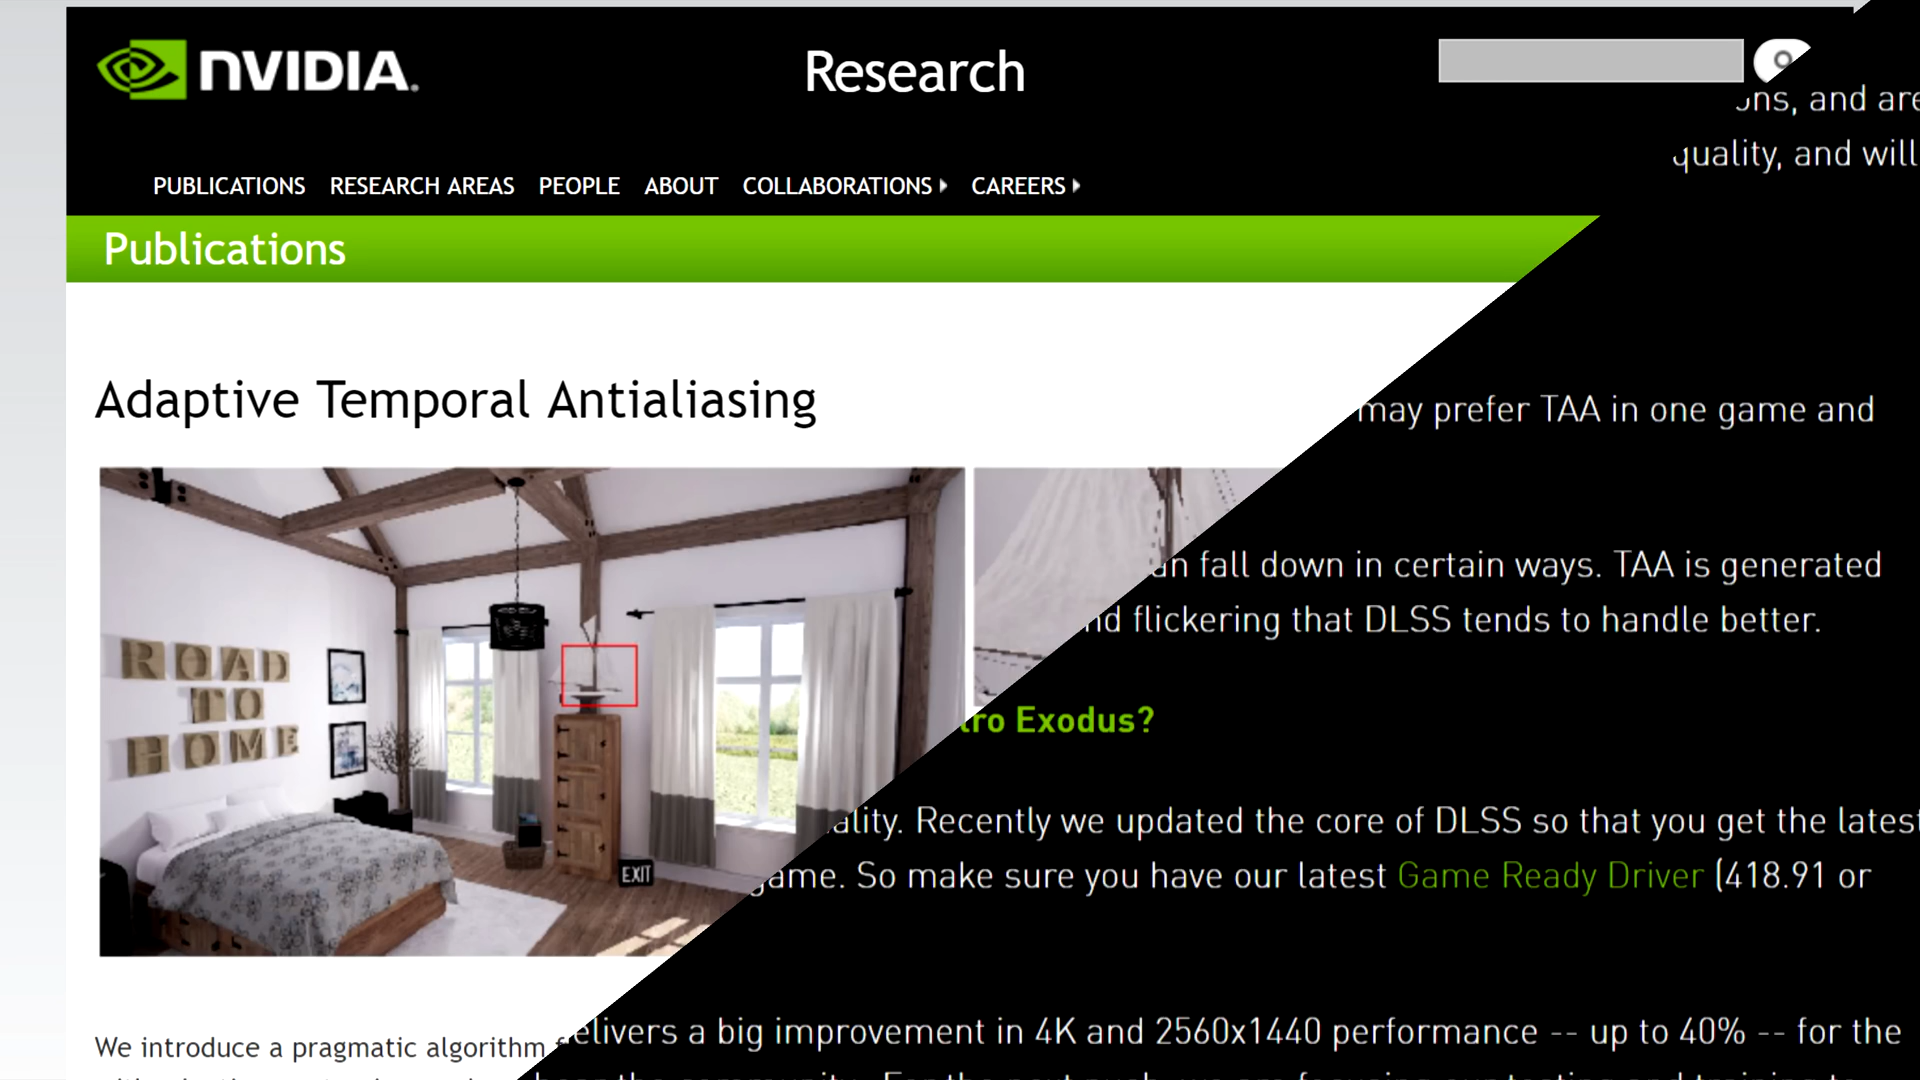 NVIDIA.
Research
PUBLICATIONS RESEARCH AREAS PEOPLE ABOUT COLLABORATIONS CAREERS
Publications
Adaptive Temporal Antialiasing
ROAD
TO
HOME
EXIT
We introduce a pragmatic algorithm
and are
quality, and will
may prefer TAA in one game and
fall down in certain ways. TAA is generated
flickering that DLSS tends to handle better.
Exodus?
Recently we updated the core of DLSS so that you get the latest
game. So make sure you have our latest Game Ready Driver (418.91 or
delivers a big improvement in 4K and 2560x1440 performance -- up to 40% -- for the